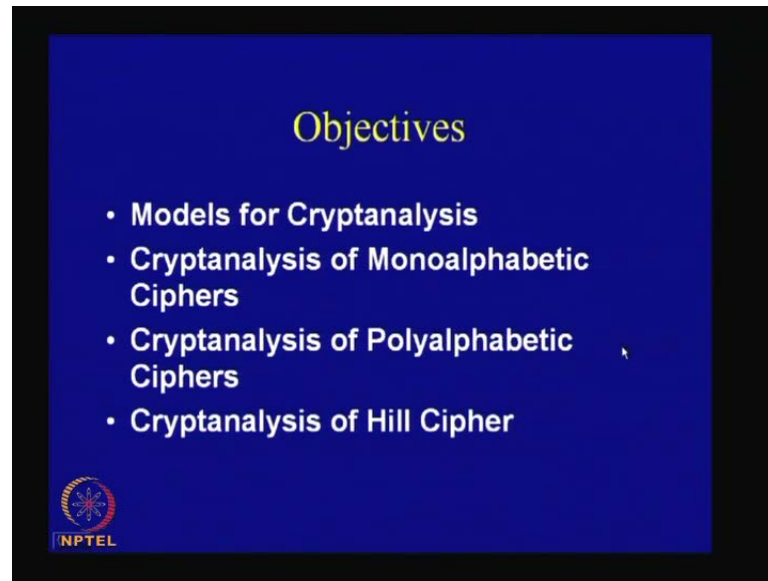 Objectives
• Models for Cryptanalysis
• Cryptanalysis of Monoalphabetic
Ciphers
• Cryptanalysis of Polyalphabetic
Ciphers
• Cryptanalysis of Hill Cipher
NPTEL